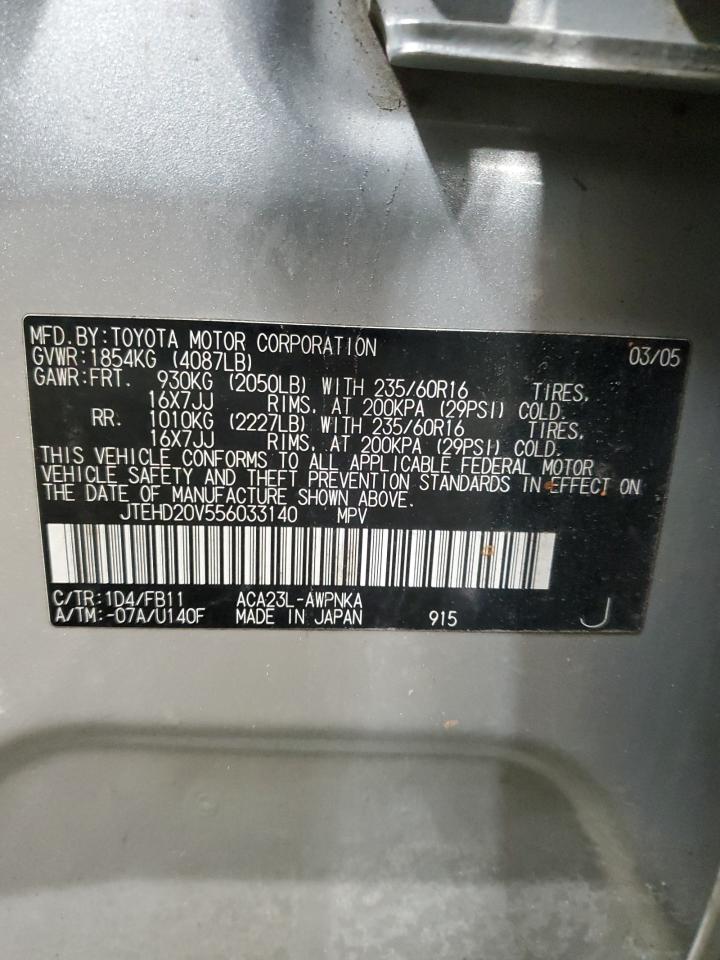 MFD.BY:TOYOTA MOTOR CORPORATION 03/05
GVWR:1854KG (4087LB)
GAWR:FRT. 930KG (2050LB) WITH 235/60R16 TIRES,
16X7JJ RIMS, AT 200KPA (29PSI) COLD.
RR. 1010KG (2227LB) WITH 235/60R16 TIRES,
16X7JJ RIMS, AT 200KPA (29PSI) COLD.
THIS VEHICLE CONFORMS TO ALL APPLICABLE FEDERAL MOTOR
VEHICLE SAFETY AND THEFT PREVENTION STANDARDS IN EFFECT ON
THE DATE OF MANUFACTURE SHOWN ABOVE.
JTEHD20V556033140 MPV
C/TR:1D4/FB11 ACA23L-AWPNKA
A/TM:-07A/U140F MADE IN JAPAN 915 J